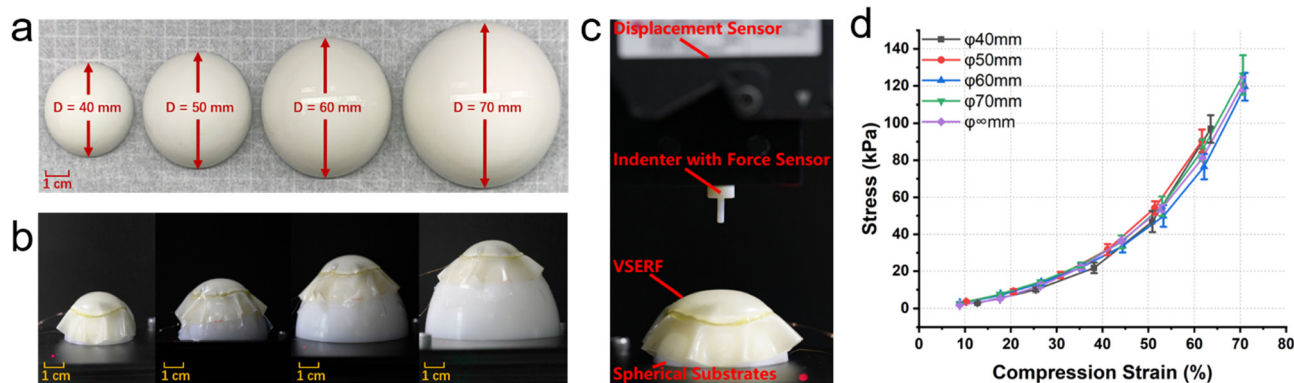 a
D = 40 mm
D = 50 mm
D = 60 mm
D = 70 mm
1 cm
b
1 cm
1 cm
1 cm
1 cm
c
Displacement Sensor
Indenter with Force Sensor
VSERF
Spherical Substrates
d
φ40mm
φ50mm
φ60mm
φ70mm
φ∞mm
Stress (kPa)
140
120
100
80
60
40
20
0
0 10 20 30 40 50 60 70 80
Compression Strain (%)